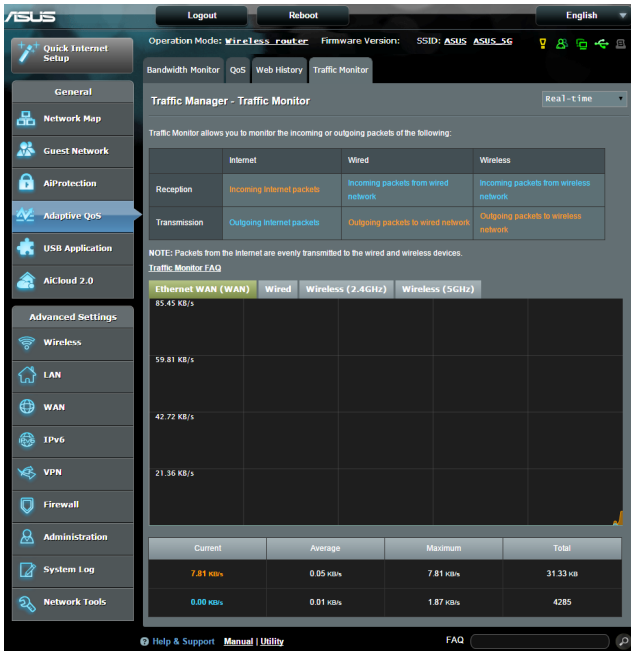 ASUS
Logout
Reboot
English
Quick Internet
Setup
Operation Mode: Wireless router Firmware Version: SSID: ASUS ASUS_5G
Bandwidth Monitor
QoS
Web History
Traffic Monitor
General
Network Map
Guest Network
AiProtection
Adaptive QoS
USB Application
AiCloud 2.0
Advanced Settings
Wireless
LAN
WAN
IPv6
VPN
Firewall
Administration
System Log
Network Tools
Traffic Manager - Traffic Monitor
Real-time
Traffic Monitor allows you to monitor the incoming or outgoing packets of the following:
Internet Wired Wireless
Reception Incoming Internet packets Incoming packets from wired network Incoming packets from wireless network
Transmission Outgoing Internet packets Outgoing packets to wired network Outgoing packets to wireless network
NOTE: Packets from the Internet are evenly transmitted to the wired and wireless devices.
Traffic Monitor FAQ
Ethernet WAN (WAN) Wired Wireless (2.4GHz) Wireless (5GHz)
85.45 KB/s
59.81 KB/s
42.72 KB/s
21.36 KB/s
Current Average Maximum Total
7.81 KB/s 0.05 KB/s 7.81 KB/s 31.33 KB
0.00 KB/s 0.01 KB/s 1.87 KB/s 4285
Help & Support Manual | Utility FAQ